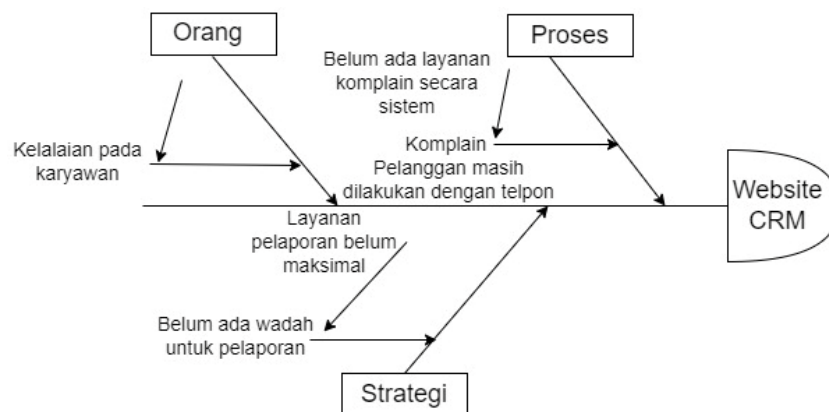 Orang
Proses
Belum ada layanan
komplain secara
sistem
Kelalaian pada
karyawan
Komplain
Pelanggan masih
dilakukan dengan telpon
Website
CRM
Layanan
pelaporan belum
maksimal
Belum ada wadah
untuk pelaporan
Strategi